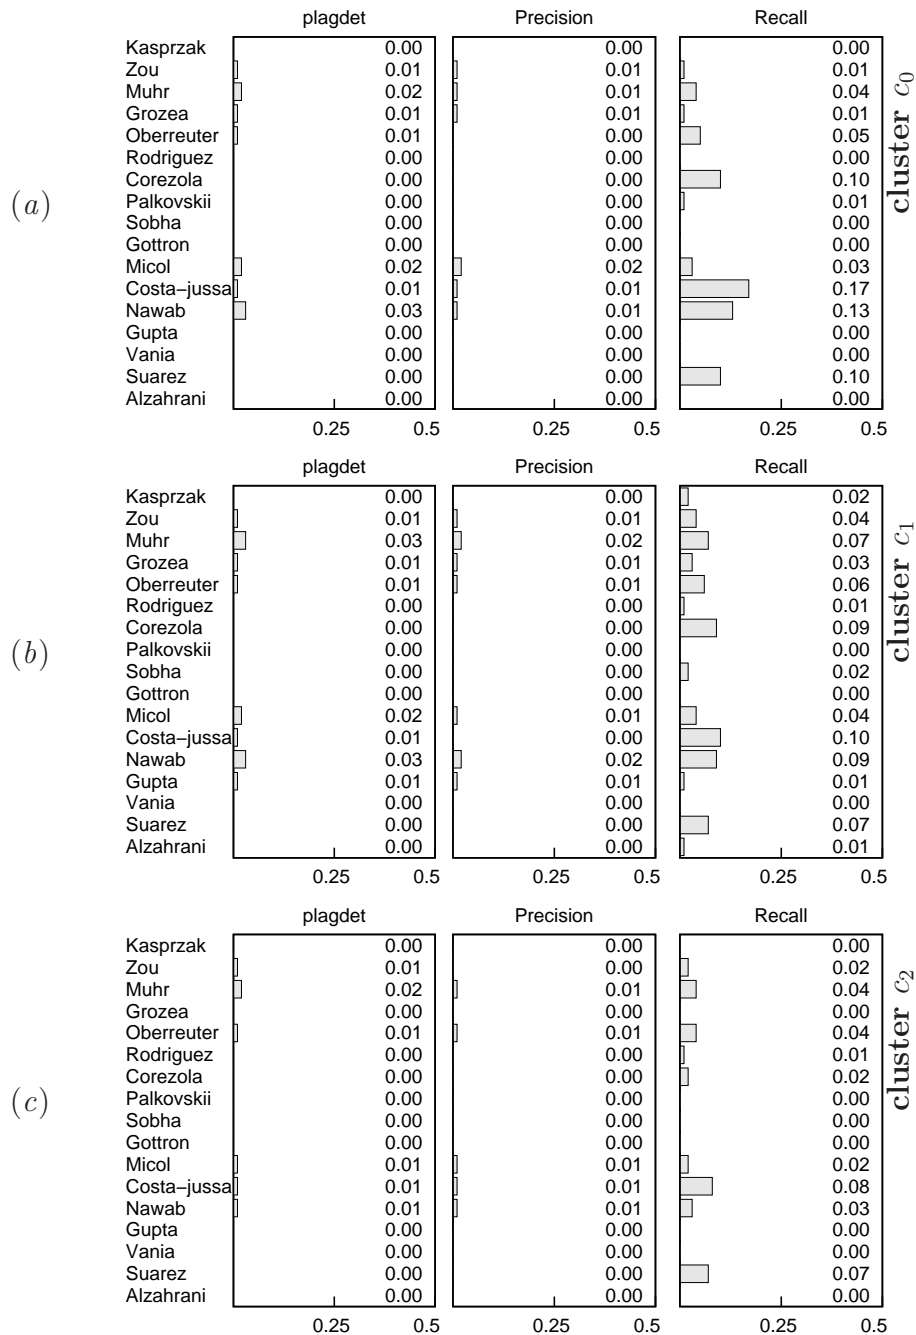 plagdet Precision Recall
Kasprzak 0.00 0.00 0.00
Zou 0.01 0.01 0.01
Muhr 0.02 0.01 0.04
Grozea 0.01 0.01 0.01
Oberreuter 0.01 0.00 0.05
Rodriguez 0.00 0.00 0.00
Corezola 0.00 0.00 0.10
Palkovskii 0.00 0.00 0.01
Sobha 0.00 0.00 0.00
Gottron 0.00 0.00 0.00
Micol 0.02 0.02 0.03
Costa−jussa 0.01 0.01 0.17
Nawab 0.03 0.01 0.13
Gupta 0.00 0.00 0.00
Vania 0.00 0.00 0.00
Suarez 0.00 0.00 0.10
Alzahrani 0.00 0.00 0.00
0.25 0.5 0.25 0.5 0.25 0.5
(a)
cluster c₀
plagdet Precision Recall
Kasprzak 0.00 0.00 0.02
Zou 0.01 0.01 0.04
Muhr 0.03 0.02 0.07
Grozea 0.01 0.01 0.03
Oberreuter 0.01 0.01 0.06
Rodriguez 0.00 0.00 0.01
Corezola 0.00 0.00 0.09
Palkovskii 0.00 0.00 0.00
Sobha 0.00 0.00 0.02
Gottron 0.00 0.00 0.00
Micol 0.02 0.01 0.04
Costa−jussa 0.01 0.00 0.10
Nawab 0.03 0.02 0.09
Gupta 0.01 0.01 0.01
Vania 0.00 0.00 0.00
Suarez 0.00 0.00 0.07
Alzahrani 0.00 0.00 0.01
0.25 0.5 0.25 0.5 0.25 0.5
(b)
cluster c₁
plagdet Precision Recall
Kasprzak 0.00 0.00 0.00
Zou 0.01 0.00 0.02
Muhr 0.02 0.01 0.04
Grozea 0.00 0.00 0.00
Oberreuter 0.01 0.01 0.04
Rodriguez 0.00 0.00 0.01
Corezola 0.00 0.00 0.02
Palkovskii 0.00 0.00 0.00
Sobha 0.00 0.00 0.00
Gottron 0.00 0.00 0.00
Micol 0.01 0.01 0.02
Costa−jussa 0.01 0.01 0.08
Nawab 0.01 0.01 0.03
Gupta 0.00 0.00 0.00
Vania 0.00 0.00 0.00
Suarez 0.00 0.00 0.07
Alzahrani 0.00 0.00 0.00
0.25 0.5 0.25 0.5 0.25 0.5
(c)
cluster c₂